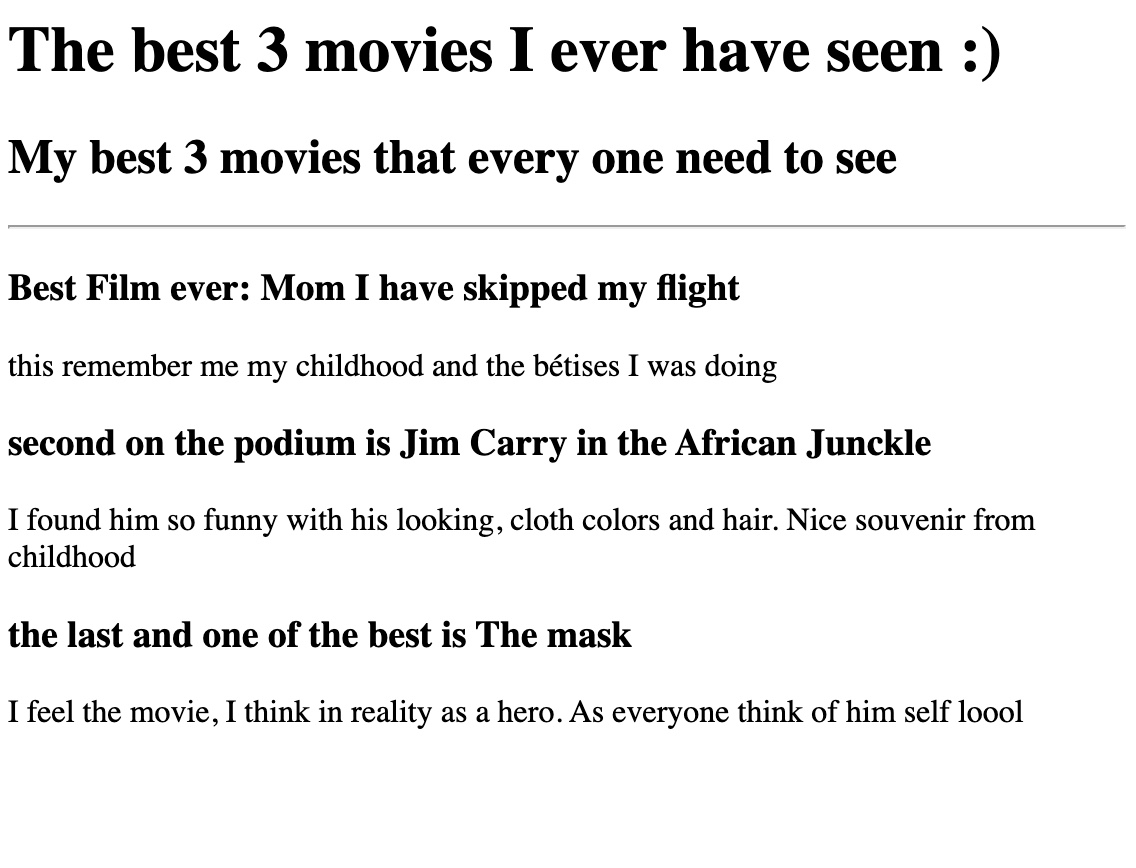 The best 3 movies I ever have seen :)
My best 3 movies that every one need to see
Best Film ever: Mom I have skipped my flight
this remember me my childhood and the bétises I was doing
second on the podium is Jim Carry in the African Junckle
I found him so funny with his looking, cloth colors and hair. Nice souvenir from
childhood
the last and one of the best is The mask
I feel the movie, I think in reality as a hero. As everyone think of him self loool